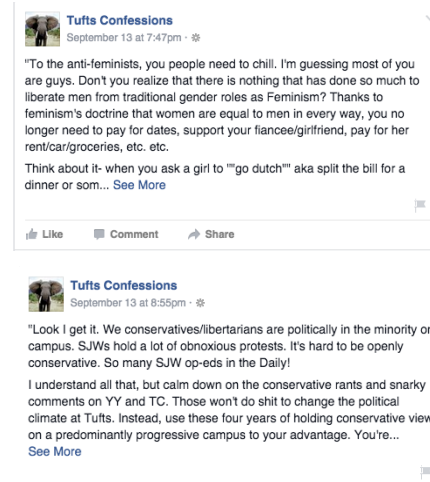 Tufts Confessions
September 13 at 7:47pm ·
"To the anti-feminists, you people need to chill. I'm guessing most of you
are guys. Don't you realize that there is nothing that has done so much to
liberate men from traditional gender roles as Feminism? Thanks to
feminism's doctrine that women are equal to men in every way, you no
longer need to pay for dates, support your fiancee/girlfriend, pay for her
rent/car/groceries, etc. etc.
Think about it- when you ask a girl to ""go dutch"" aka split the bill for a
dinner or som... See More
Like Comment Share
Tufts Confessions
September 13 at 8:55pm ·
"Look I get it. We conservatives/libertarians are politically in the minority on
campus. SJWs hold a lot of obnoxious protests. It's hard to be openly
conservative. So many SJW op-eds in the Daily!
I understand all that, but calm down on the conservative rants and snarky
comments on YY and TC. Those won't do shit to change the political
climate at Tufts. Instead, use these four years of holding conservative view
on a predominantly progressive campus to your advantage. You're...
See More